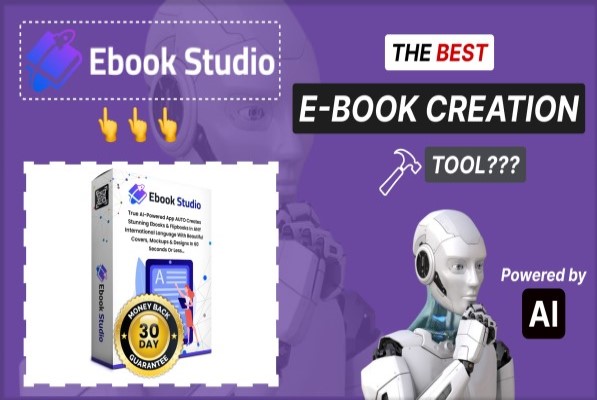 Ebook Studio
THE BEST
E-BOOK CREATION
TOOL???
Ebook Studio
True AI-Powered App AUTO Creates
Stunning Ebooks & Flipbooks In ANY
International Language With Beautiful
Covers, Mockups & Designs In 60
Seconds Or Less...
A
Ebook Studio
MONEY BACK
30
DAY
GUARANTEE
Powered by
AI